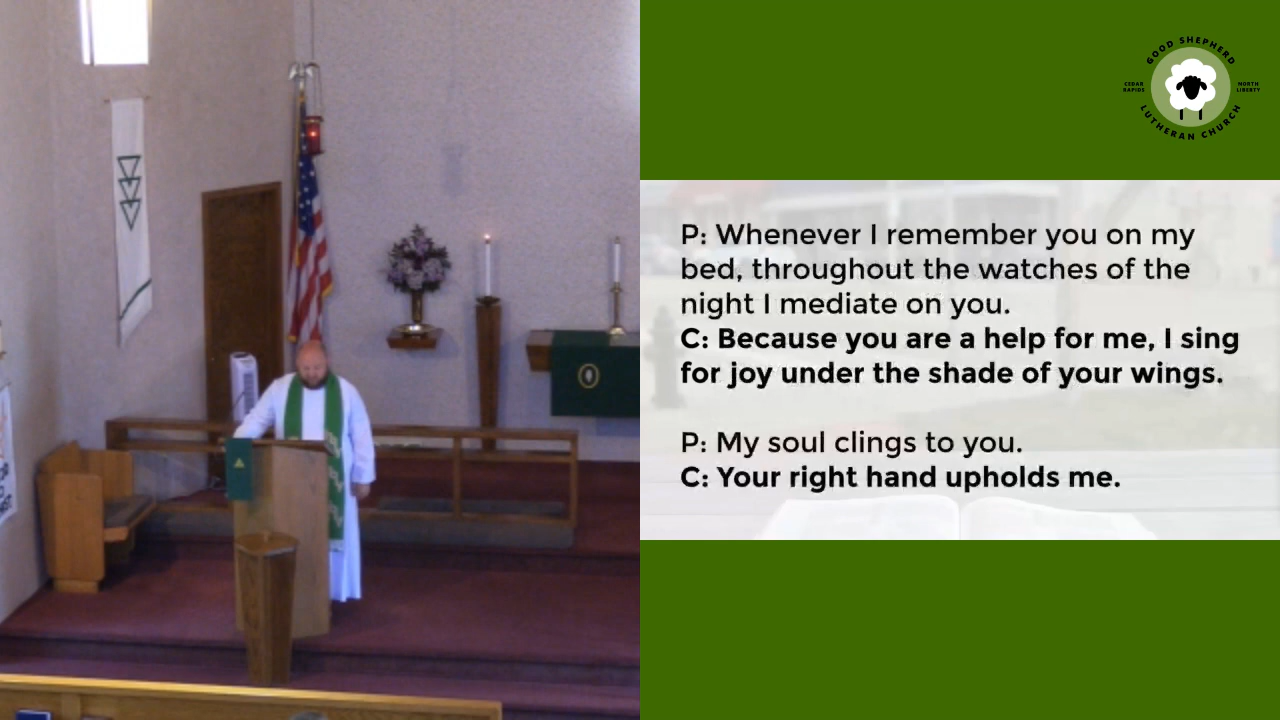 GOOD SHEPHERD
CEDAR
RAPIDS
NORTH
LIBERTY
LUTHERAN CHURCH
P: Whenever I remember you on my
bed, throughout the watches of the
night I mediate on you.
C: Because you are a help for me, I sing
for joy under the shade of your wings.
P: My soul clings to you.
C: Your right hand upholds me.